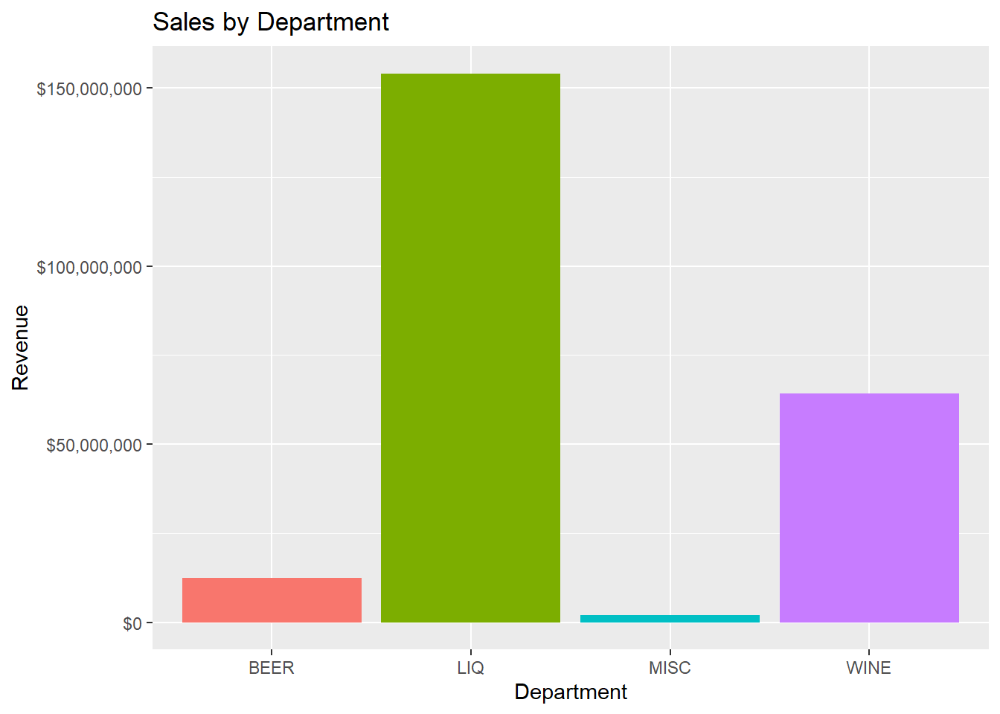 Sales by Department
$150,000,000
$100,000,000
$50,000,000
$0
Revenue
BEER LIQ MISC WINE
Department